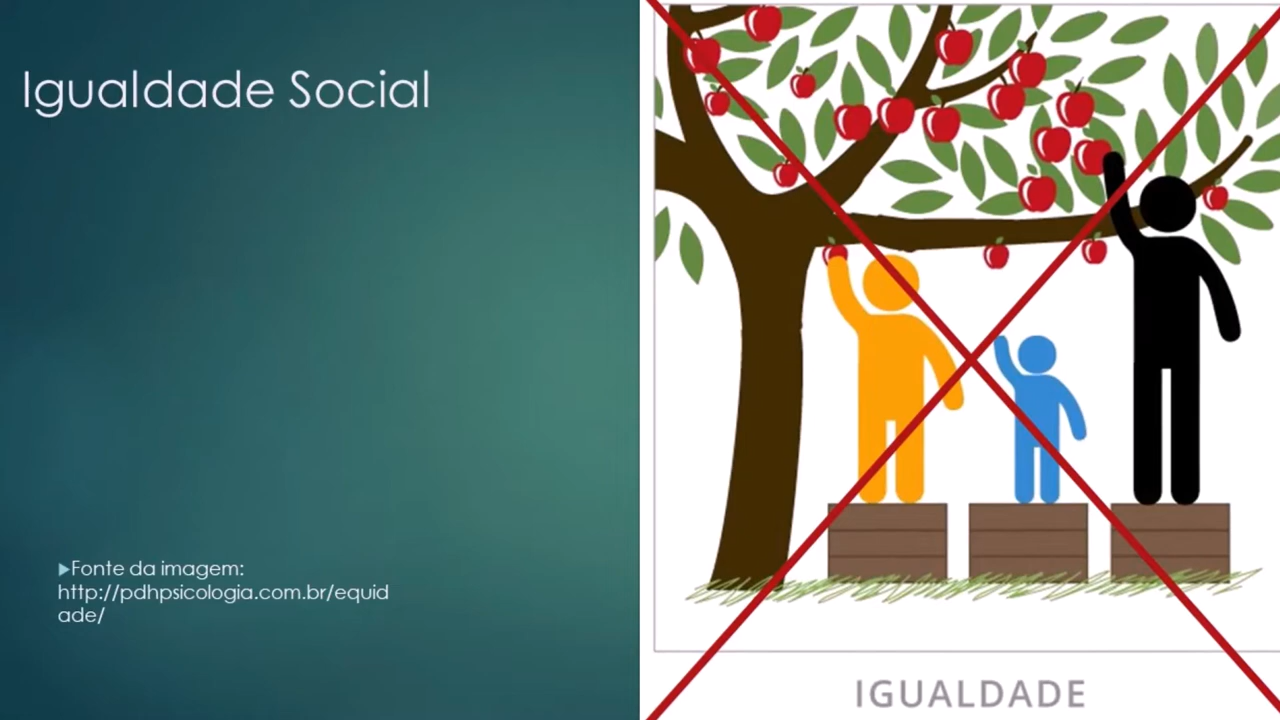 Igualdade Social
▶Fonte da imagem:
http://pdhpsicologia.com.br/equid
ade/
IGUALDADE